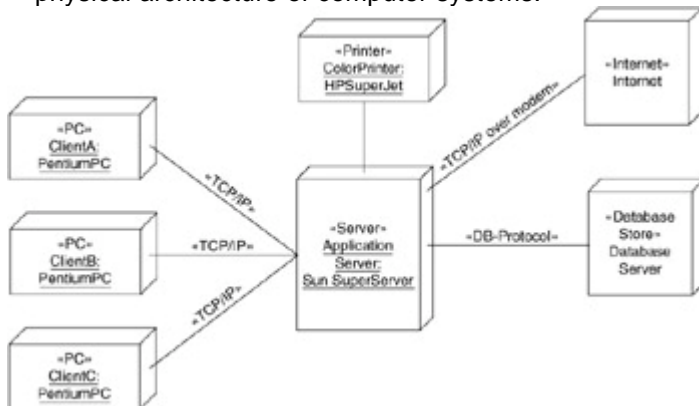 physical architecture of computer systems.
«Printer»
ColorPrinter:
HPSuperJet
«Internet»
Internet
«PC»
ClientA:
PentiumPC
«TCP/IP»
«TCP/IP over modem»
«PC»
ClientB:
PentiumPC
«TCP/IP»
«Server»
Application
Server:
Sun SuperServer
«DB-Protocol»
«Database
Store»
Database
Server
«TCP/IP»
«PC»
ClientC:
PentiumPC